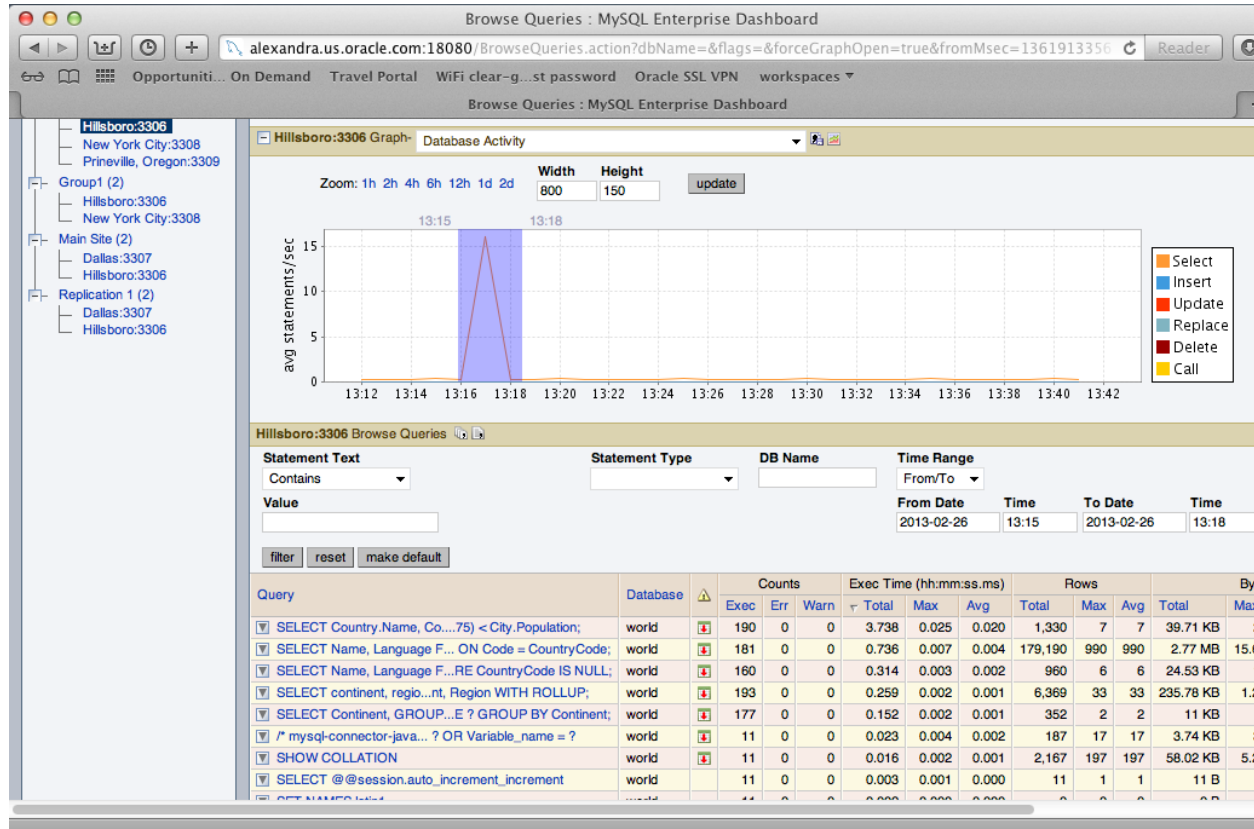 Browse Queries : MySQL Enterprise Dashboard
alexandra.us.oracle.com:18080/BrowseQueries.action?dbName=&flags=&forceGraphOpen=true&fromMsec=1361913356
Reader
Opportuniti... On Demand Travel Portal WiFi clear-g...st password Oracle SSL VPN workspaces
Browse Queries : MySQL Enterprise Dashboard
Hillsboro:3306
New York City:3308
Prineville, Oregon:3309
Group1 (2)
Hillsboro:3306
New York City:3308
Main Site (2)
Dallas:3307
Hillsboro:3306
Replication 1 (2)
Dallas:3307
Hillsboro:3306
Hillsboro:3306 Graph- Database Activity
Width Height
Zoom: 1h 2h 4h 6h 12h 1d 2d 800 150 update
13:15 13:18
avg statements/sec
15
10
5
0
13:12 13:14 13:16 13:18 13:20 13:22 13:24 13:26 13:28 13:30 13:32 13:34 13:36 13:38 13:40 13:42
Select
Insert
Update
Replace
Delete
Call
Hillsboro:3306 Browse Queries
Statement Text Statement Type DB Name Time Range
Contains From/To
Value From Date Time To Date Time
2013-02-26 13:15 2013-02-26 13:18
filter reset make default
Counts Exec Time (hh:mm:ss.ms) Rows By
Query Database Exec Err Warn Total Max Avg Total Max Avg Total Max
SELECT Country.Name, Co....75) < City.Population; world 190 0 0 3.738 0.025 0.020 1,330 7 7 39.71 KB
SELECT Name, Language F... ON Code = CountryCode; world 181 0 0 0.736 0.007 0.004 179,190 990 990 2.77 MB 15.
SELECT Name, Language F...RE CountryCode IS NULL; world 160 0 0 0.314 0.003 0.002 960 6 6 24.53 KB
SELECT continent, regio...nt, Region WITH ROLLUP; world 193 0 0 0.259 0.002 0.001 6,369 33 33 235.78 KB 1.
SELECT Continent, GROUP...E ? GROUP BY Continent; world 177 0 0 0.152 0.002 0.001 352 2 2 11 KB
/* mysql-connector-java... ? OR Variable_name = ? world 11 0 0 0.023 0.004 0.002 187 17 17 3.74 KB
SHOW COLLATION world 11 0 0 0.016 0.002 0.001 2,167 197 197 58.02 KB 5.
SELECT @@session.auto_increment_increment world 11 0 0 0.003 0.001 0.000 11 1 1 11 B